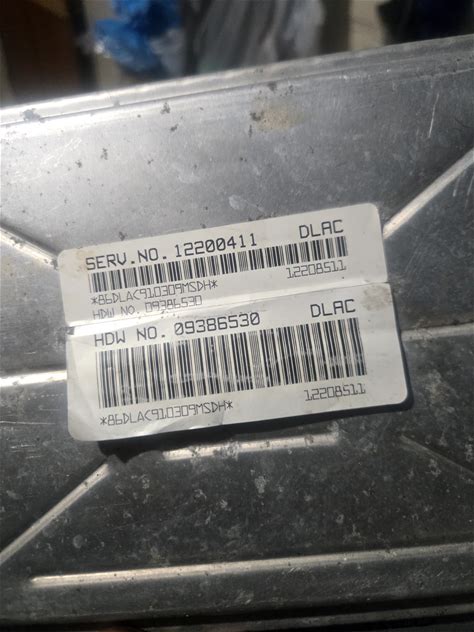 SERV.NO. 12200411 DLAC
*86DLAC910309MSDH* 12208511
HDW NO. 09386530
HDW NO. 09386530 DLAC
*86DLAC910309MSDH* 12208511